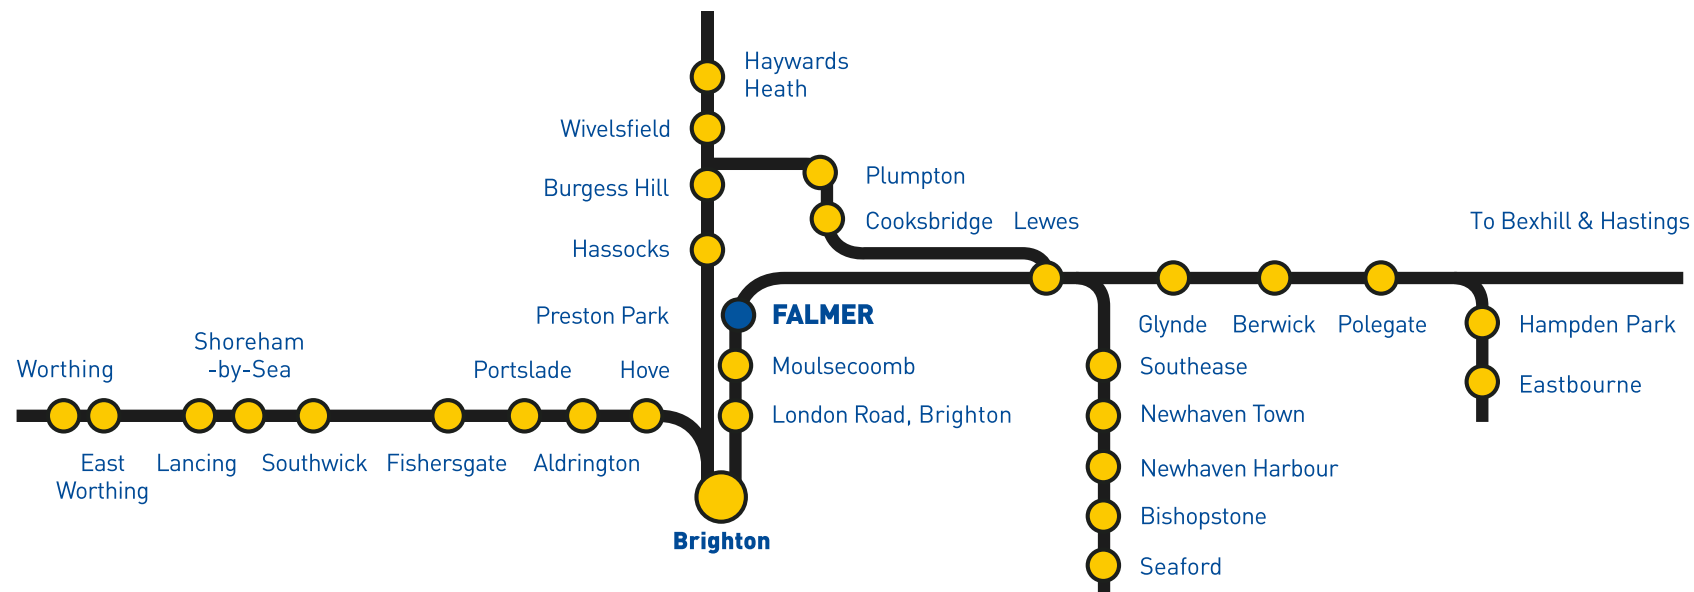 Haywards
Heath
Wivelsfield
Burgess Hill
Plumpton
Cooksbridge
Lewes
To Bexhill & Hastings
Hassocks
Preston Park
FALMER
Glynde
Berwick
Polegate
Hampden Park
Shoreham
-by-Sea
Worthing
Portslade
Hove
Moulsecoomb
Southease
Eastbourne
London Road, Brighton
Newhaven Town
East
Worthing
Lancing
Southwick
Fishersgate
Aldrington
Newhaven Harbour
Bishopstone
Brighton
Seaford